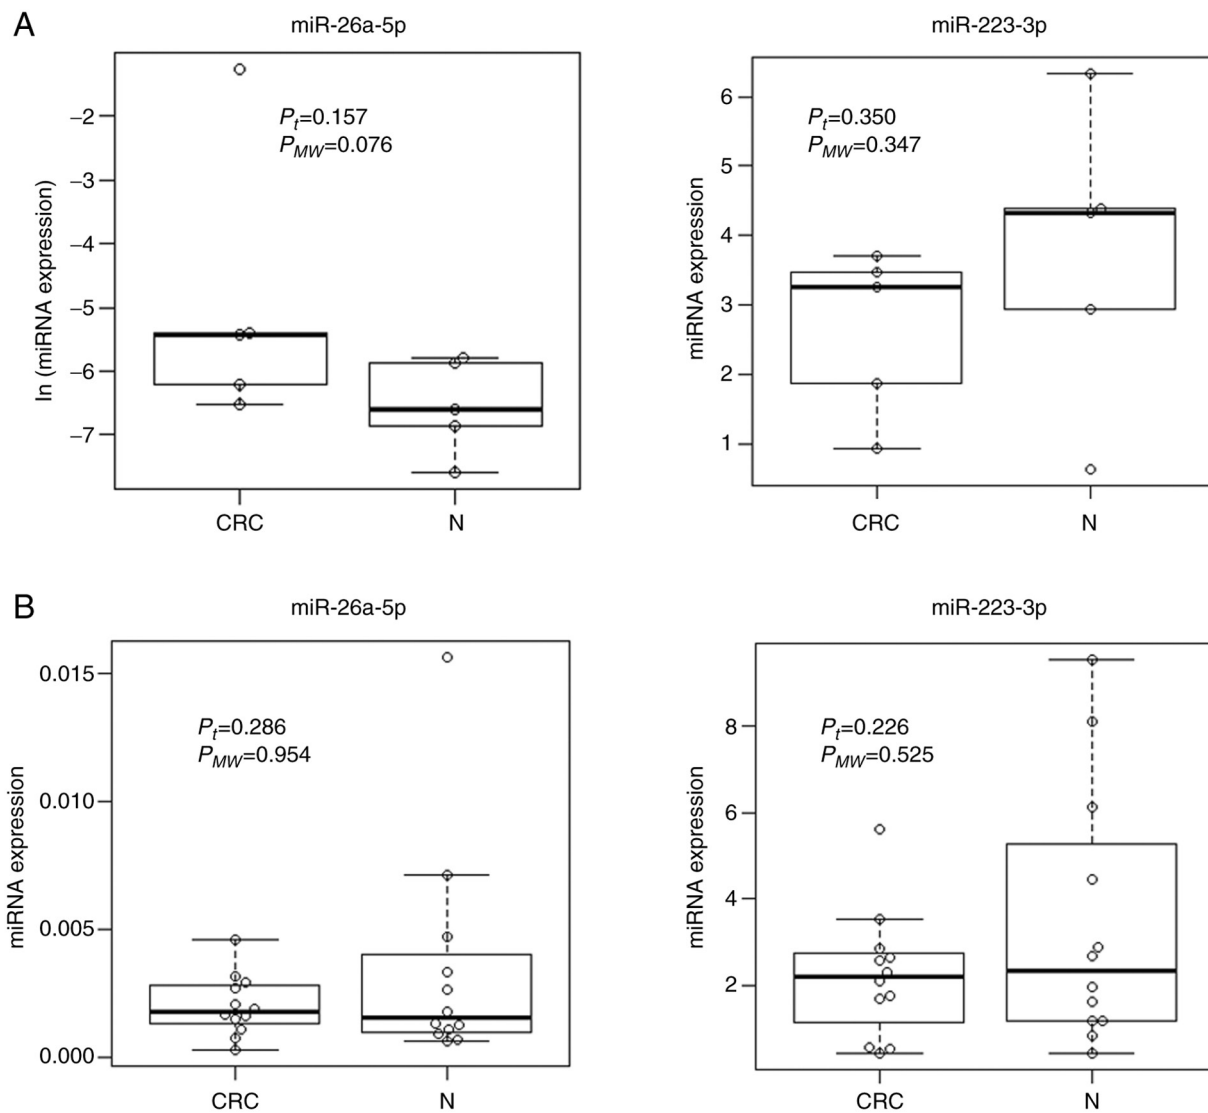 A
miR-26a-5p
miR-223-3p
ln (miRNA expression)
−2
−3
−4
−5
−6
−7
Pt=0.157
PMW=0.076
CRC
N
miRNA expression
6
5
4
3
2
1
Pt=0.350
PMW=0.347
CRC
N
B
miR-26a-5p
miR-223-3p
miRNA expression
0.015
0.010
0.005
0.000
Pt=0.286
PMW=0.954
CRC
N
miRNA expression
8
6
4
2
Pt=0.226
PMW=0.525
CRC
N